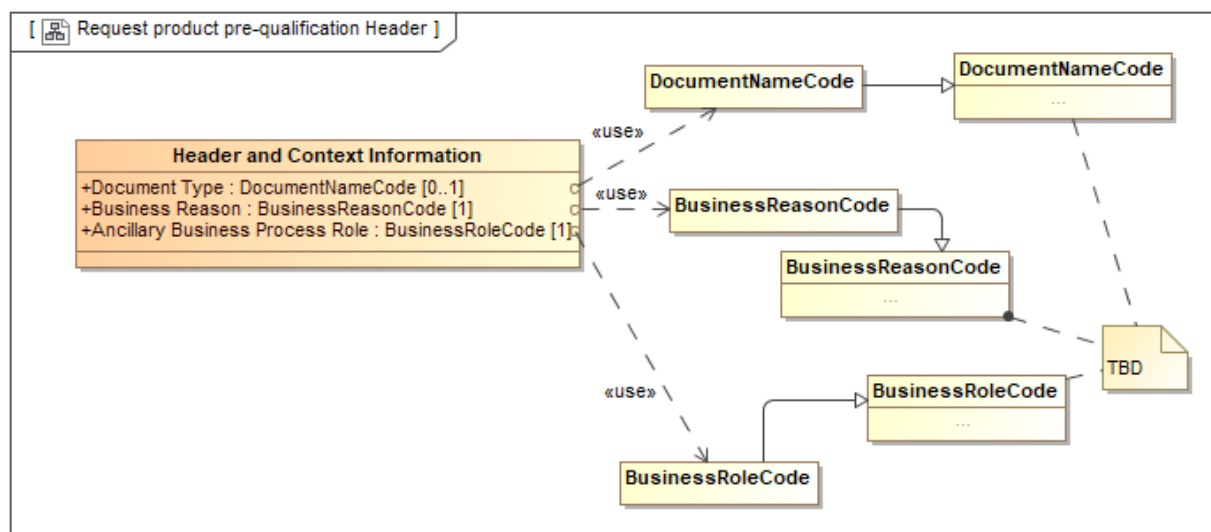 [ Request product pre-qualification Header ]
DocumentNameCode
DocumentNameCode
...
«use»
Header and Context Information
+Document Type : DocumentNameCode [0..1]
+Business Reason : BusinessReasonCode [1]
+Ancillary Business Process Role : BusinessRoleCode [1]
«use»
BusinessReasonCode
BusinessReasonCode
...
TBD
«use»
BusinessRoleCode
...
BusinessRoleCode